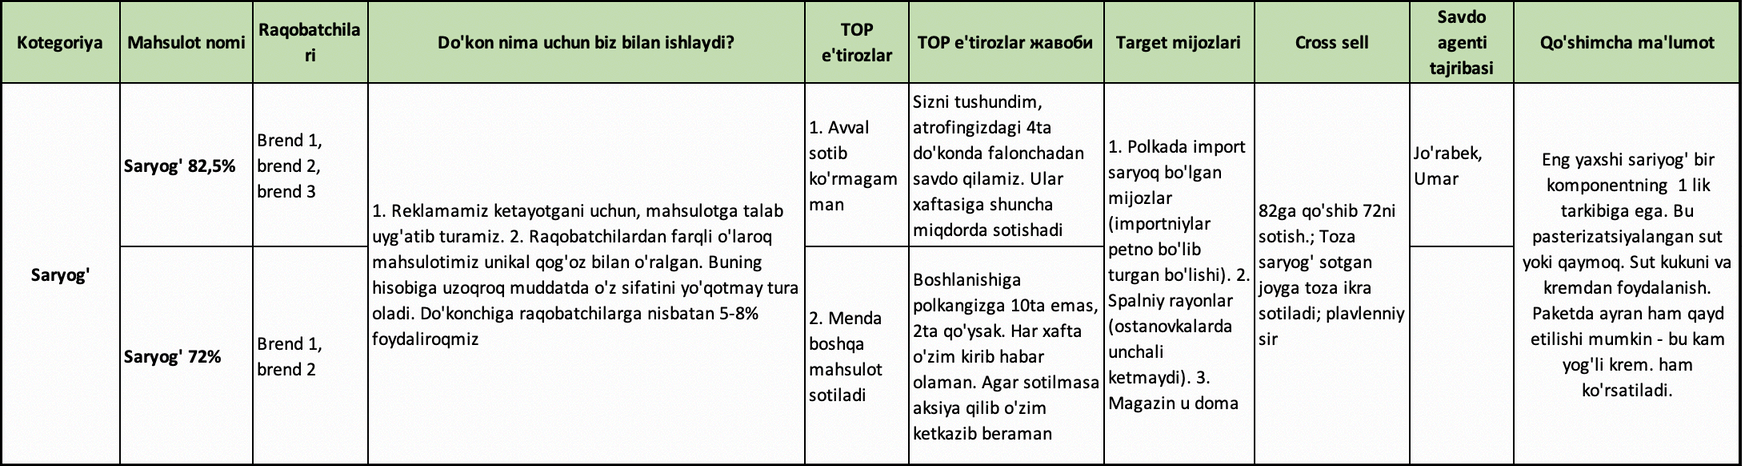 Kotegoriya
Mahsulot nomi
Raqobatchila
ri
Do'kon nima uchun biz bilan ishlaydi?
TOP
e'tirozlar
TOP e'tirozlar жавоби
Target mijozlari
Cross sell
Savdo
agenti
tajribasi
Qo'shimcha ma'lumot
Saryog'
Saryog' 82,5%
Brend 1,
brend 2,
brend 3
1. Reklamamiz ketayotgani uchun, mahsulotga talab
uyg'atib turamiz. 2. Raqobatchilardan farqli o'laroq
mahsulotimiz unikal qog'oz bilan o'ralgan. Buning
hisobiga uzoqroq muddatda o'z sifatini yo'qotmay tura
oladi. Do'konchiga raqobatchilarga nisbatan 5-8%
foydaliroqmiz
1. Avval
sotib
ko'rmagam
man
Sizni tushundim,
atrofingizdagi 4ta
do'konda falonchadan
savdo qilamiz. Ular
xaftasiga shuncha
miqdorda sotishadi
1. Polkada import
saryoq bo'lgan
mijozlar
(importniylar
petno bo'lib
turgan bo'lishi). 2.
Spalniy rayonlar
(ostanovkalarda
unchali
ketmaydi). 3.
Magazin u doma
82ga qo'shib 72ni
sotish.; Toza
saryog' sotgan
joyga toza ikra
sotiladi; plavlenniy
sir
Jo'rabek,
Umar
Eng yaxshi sariyog' bir
komponentning 1 lik
tarkibiga ega. Bu
pasterizatsiyalangan sut
yoki qaymoq. Sut kukuni va
kremdan foydalanish.
Paketda ayran ham qayd
etilishi mumkin - bu kam
yog'li krem. ham
ko'rsatiladi.
Saryog' 72%
Brend 1,
brend 2
2. Menda
boshqa
mahsulot
sotiladi
Boshlanishiga
polkangizga 10ta emas,
2ta qo'ysak. Har xafta
o'zim kirib habar
olaman. Agar sotilmasa
aksiya qilib o'zim
ketkazib beraman